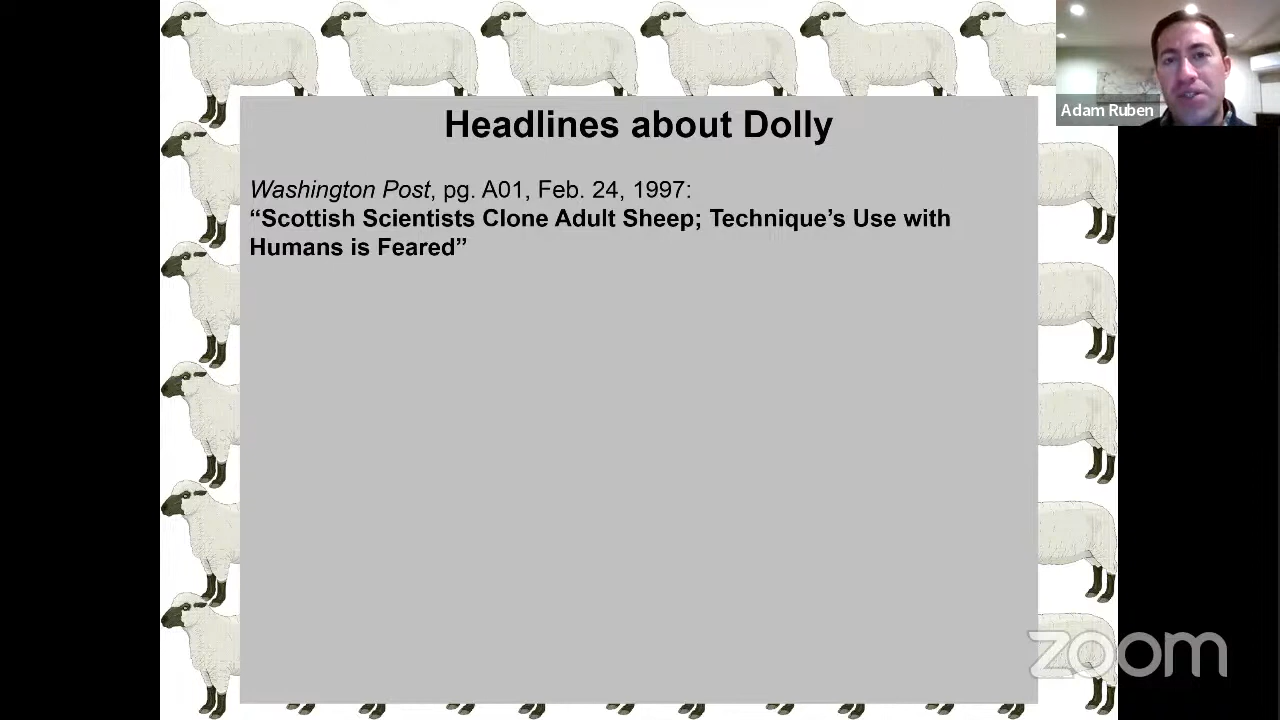 Headlines about Dolly
Adam Ruben
Washington Post, pg. A01, Feb. 24, 1997:
“Scottish Scientists Clone Adult Sheep; Technique’s Use with
Humans is Feared”
zoom